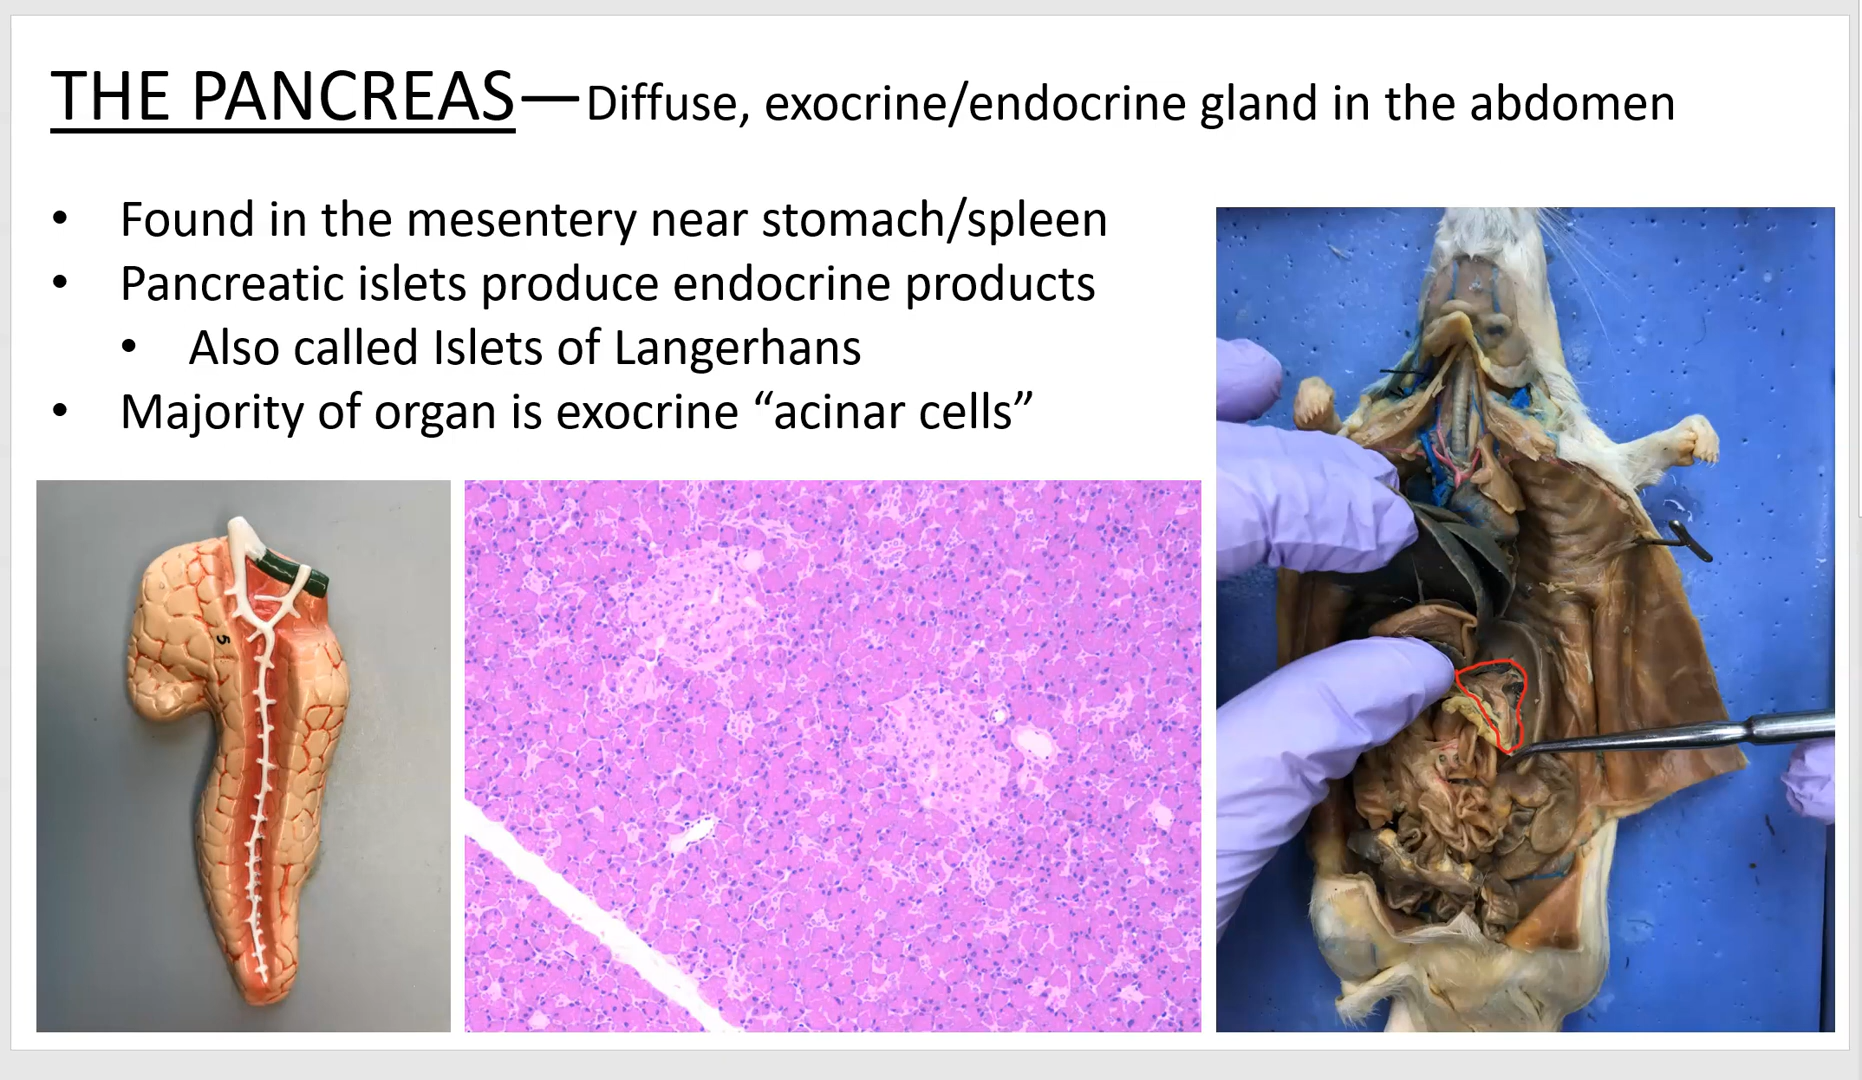 THE PANCREAS—Diffuse, exocrine/endocrine gland in the abdomen
• Found in the mesentery near stomach/spleen
• Pancreatic islets produce endocrine products
• Also called Islets of Langerhans
• Majority of organ is exocrine “acinar cells”
5